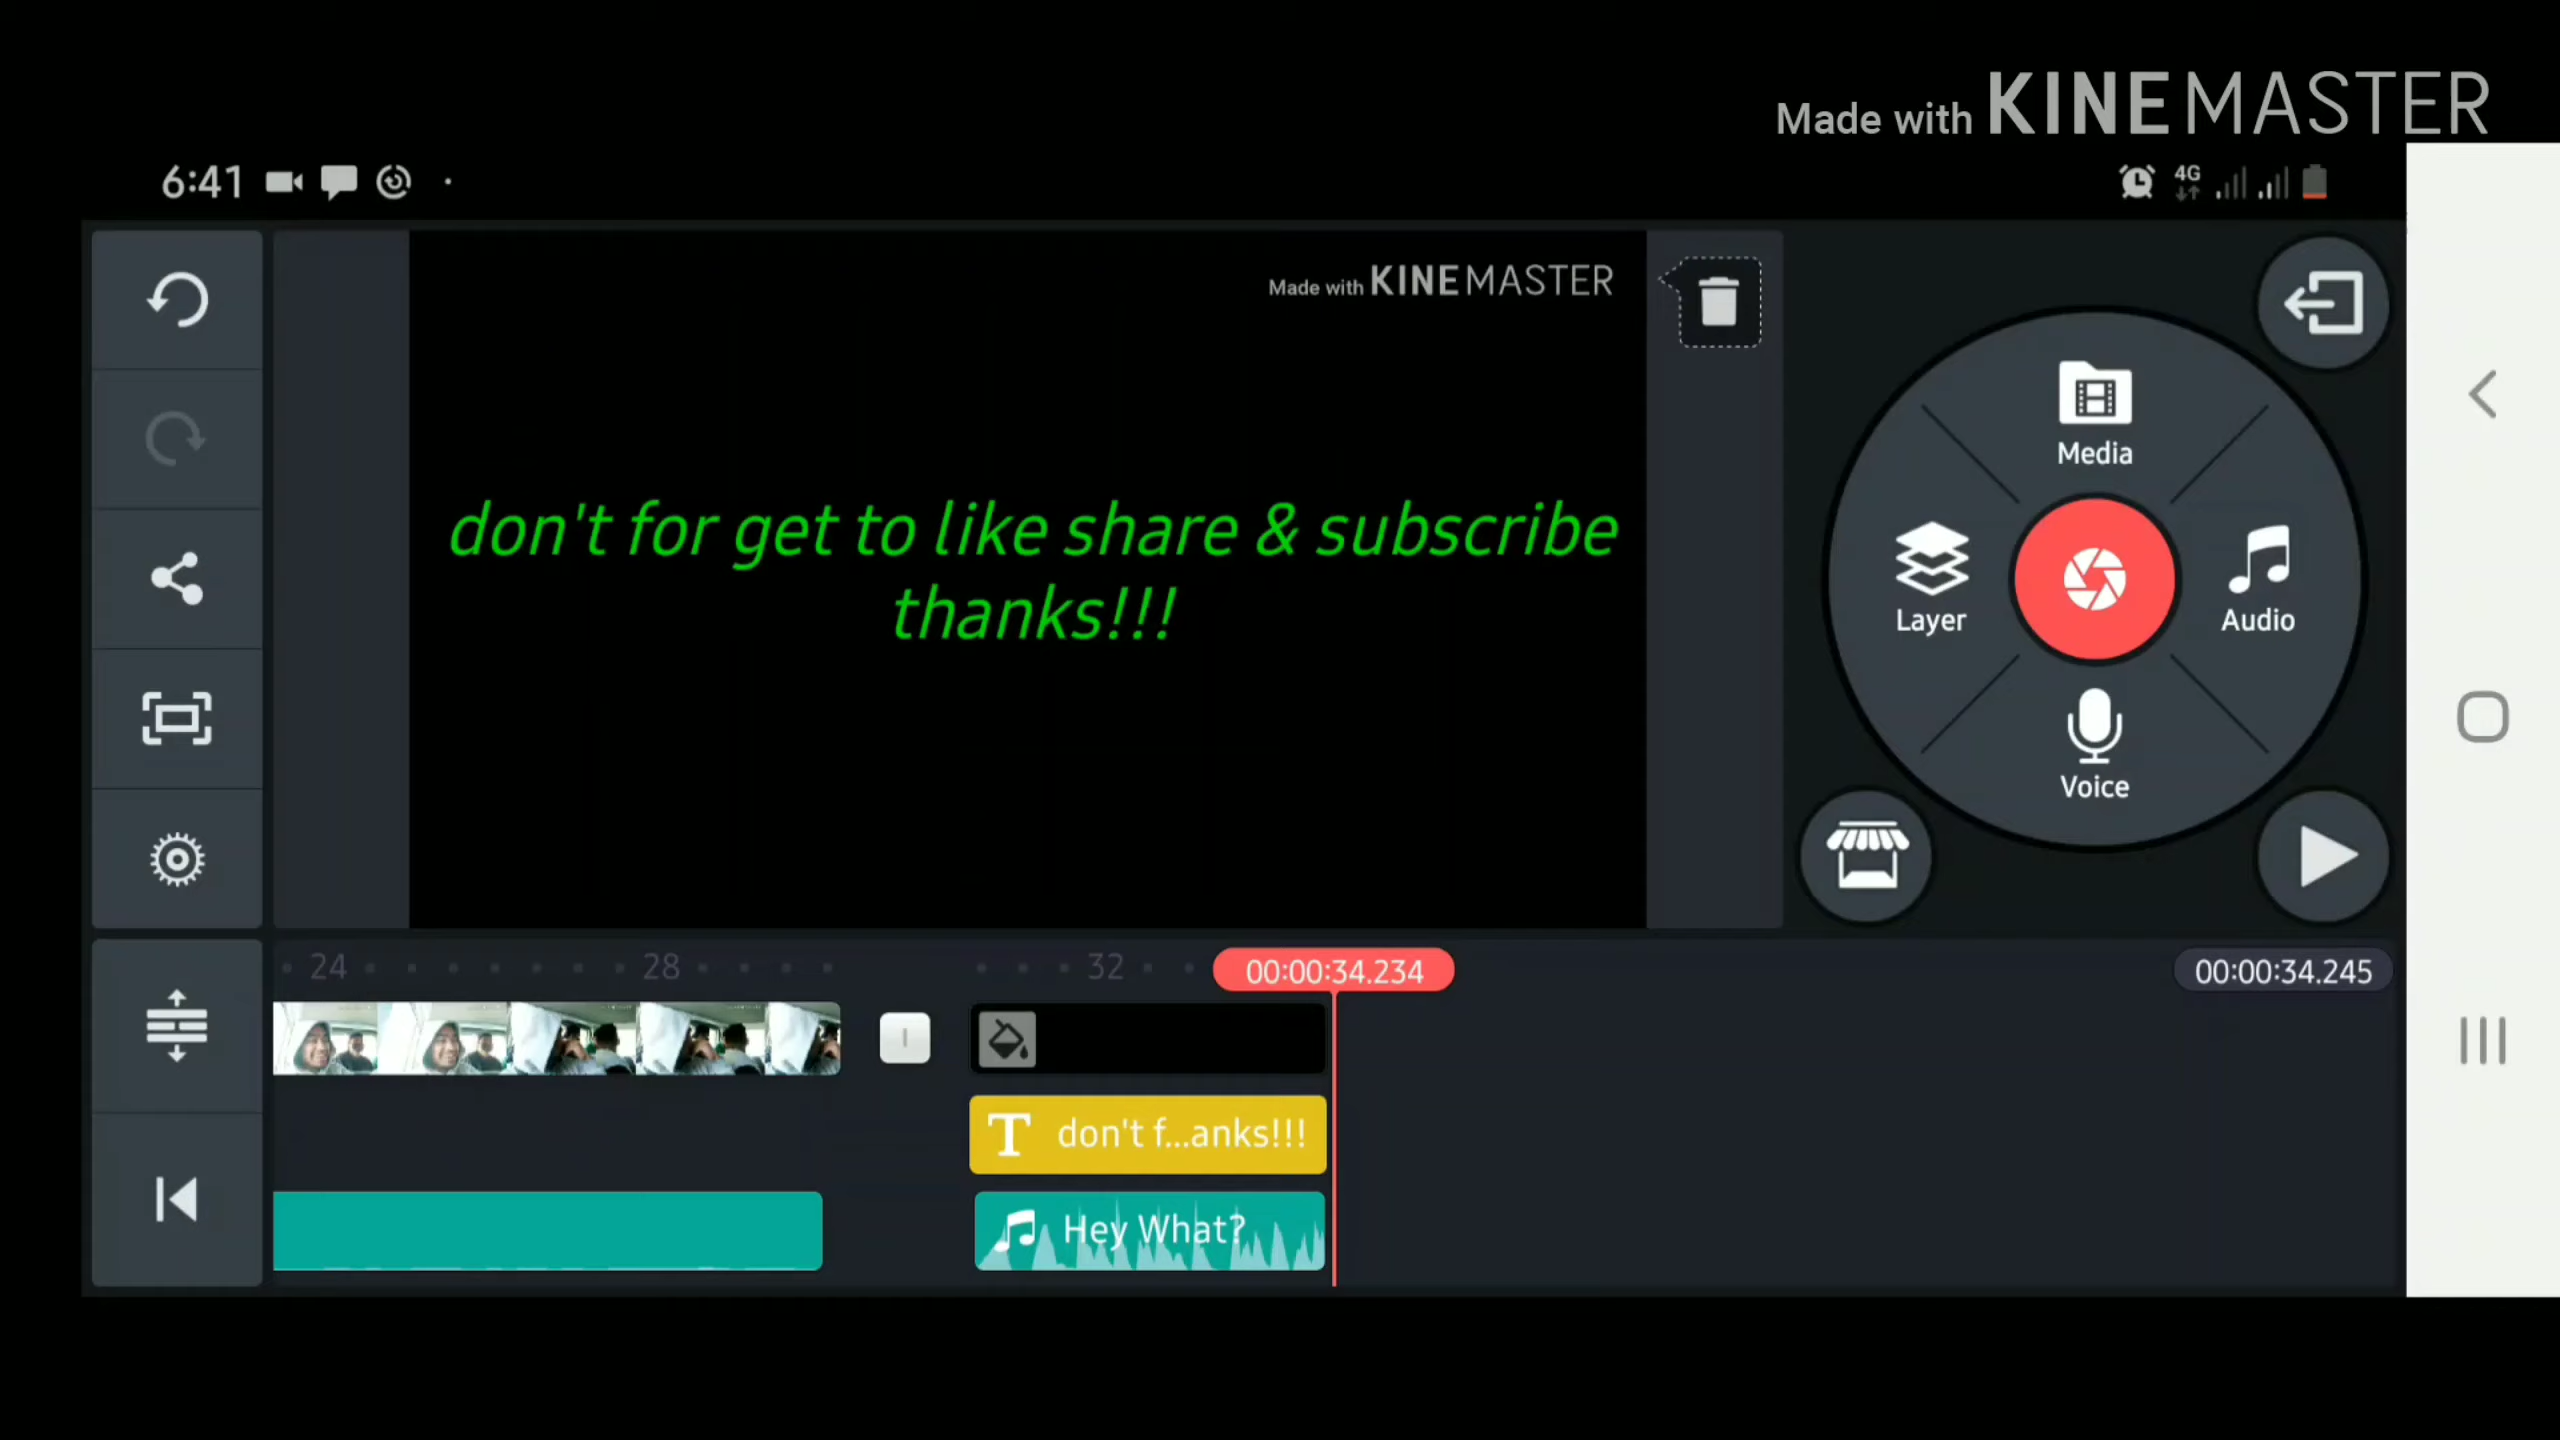 Made with KINEMASTER
6:41
4G
Made with KINEMASTER
don't for get to like share & subscribe
thanks!!!
Media
Layer
Audio
Voice
24
28
32
00:00:34.234
00:00:34.245
T don't f...anks!!!
Hey What?